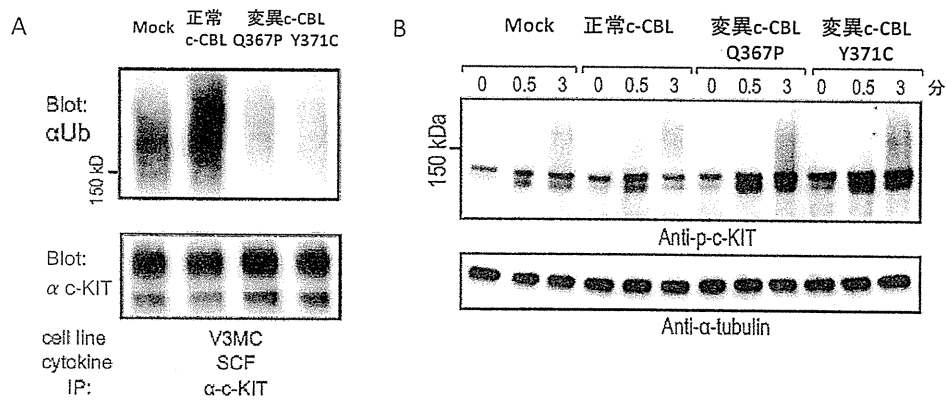 A
Mock
正常
c-CBL
変異c-CBL
Q367P Y371C
Blot:
αUb
150 kD
Blot:
α c-KIT
cell line V3MC
cytokine SCF
IP: α-c-KIT
B
Mock 正常c-CBL 変異c-CBL Q367P 変異c-CBL Y371C
0 0.5 3 0 0.5 3 0 0.5 3 0 0.5 3 分
150 kDa
Anti-p-c-KIT
Anti-α-tubulin